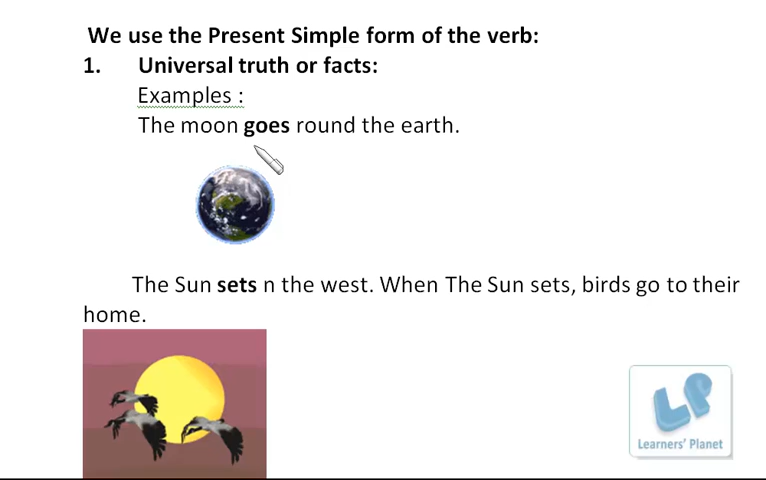 We use the Present Simple form of the verb:
1. Universal truth or facts:
Examples :
The moon goes round the earth.
The Sun sets n the west. When The Sun sets, birds go to their
home.
LP
Learners' Planet